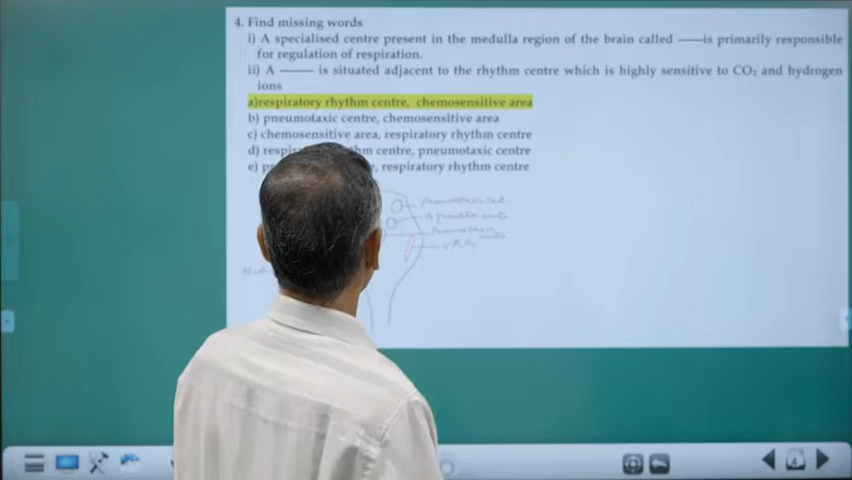 4. Find missing words
i) A specialised centre present in the medulla region of the brain called ——is primarily responsible
for regulation of respiration.
ii) A —— is situated adjacent to the rhythm centre which is highly sensitive to CO₂ and hydrogen
ions
a)respiratory rhythm centre, chemosensitive area
b) pneumotaxic centre, chemosensitive area
c) chemosensitive area, respiratory rhythm centre
d) respi thm centre, pneumotaxic centre
e) p , respiratory rhythm centre
4